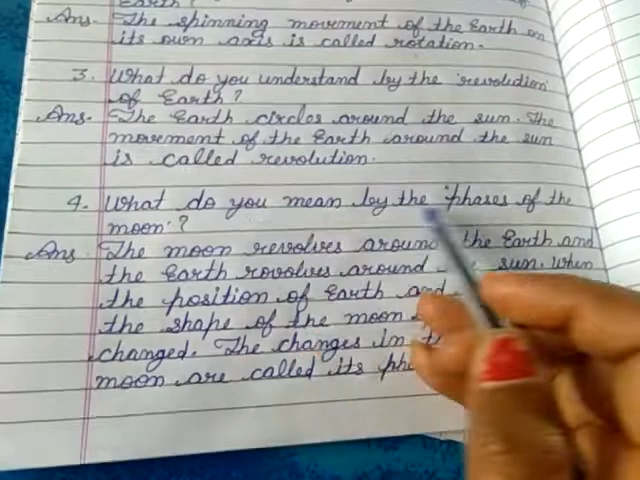 Earth?
Ans. The spinning movement of the Earth on
its own axis is called rotation.
3. What do you understand by the 'revolution
of Earth?
Ans. The Earth circles around the sun. The
movement of the Earth around the sun
is called revolution.
4. What do you mean by the 'phases of the
moon'?
Ans The moon revolves around the Earth and
the Earth rovolves around sun. When
the position of Earth and
the shape of the moon
changed. The changes in
moon are called its